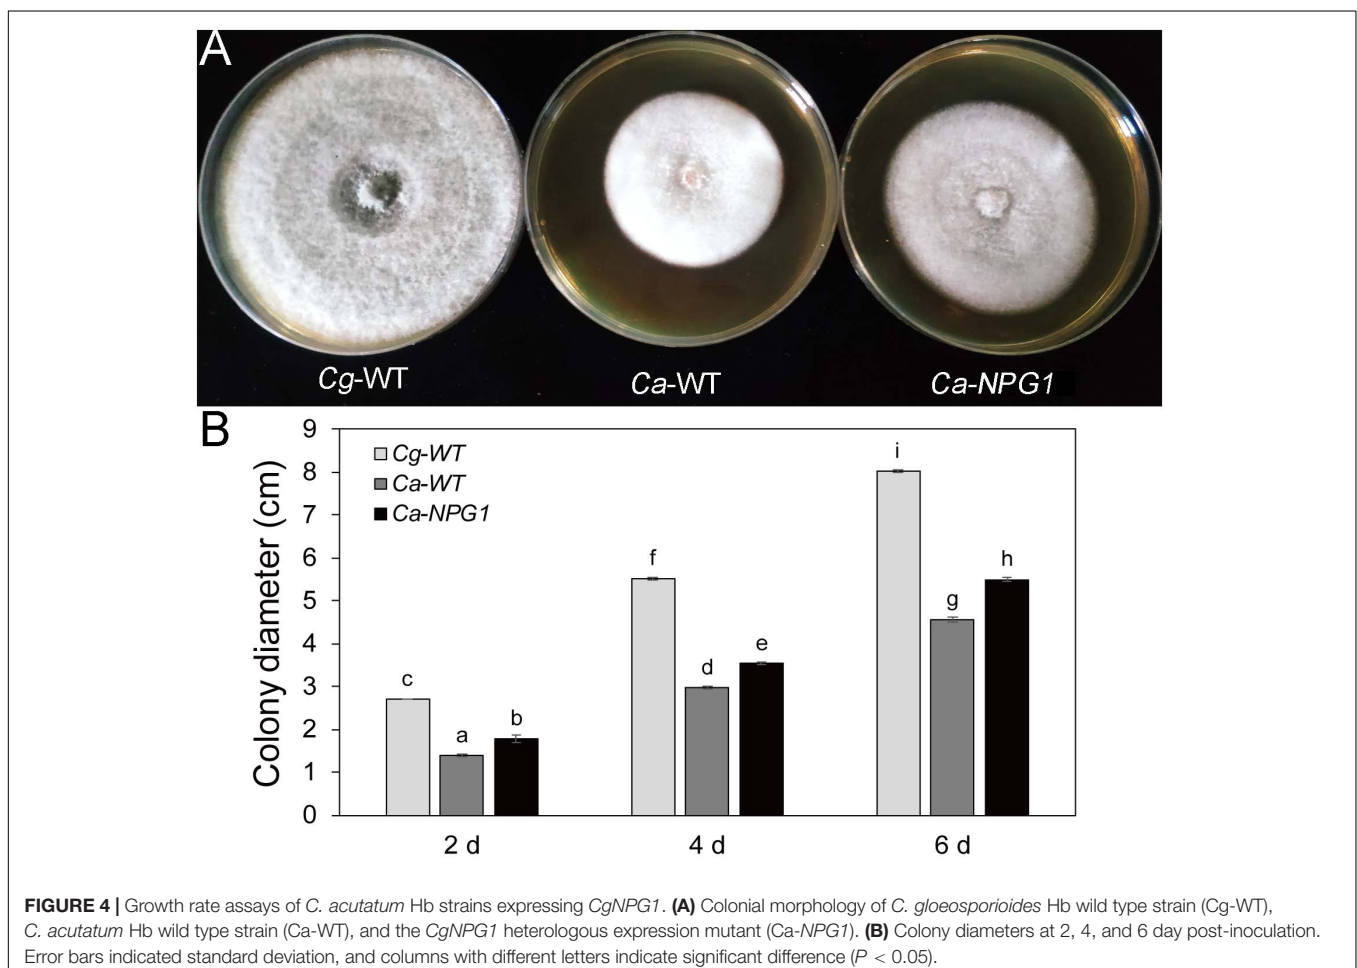 A
Cg-WT
Ca-WT
Ca-NPG1
B
Colony diameter (cm)
9
8
7
6
5
4
3
2
1
0
Cg-WT
Ca-WT
Ca-NPG1
c
a
b
f
d
e
i
g
h
2 d
4 d
6 d
FIGURE 4 | Growth rate assays of C. acutatum Hb strains expressing CgNPG1. (A) Colonial morphology of C. gloeosporioides Hb wild type strain (Cg-WT),
C. acutatum Hb wild type strain (Ca-WT), and the CgNPG1 heterologous expression mutant (Ca-NPG1). (B) Colony diameters at 2, 4, and 6 day post-inoculation.
Error bars indicated standard deviation, and columns with different letters indicate significant difference (P < 0.05).